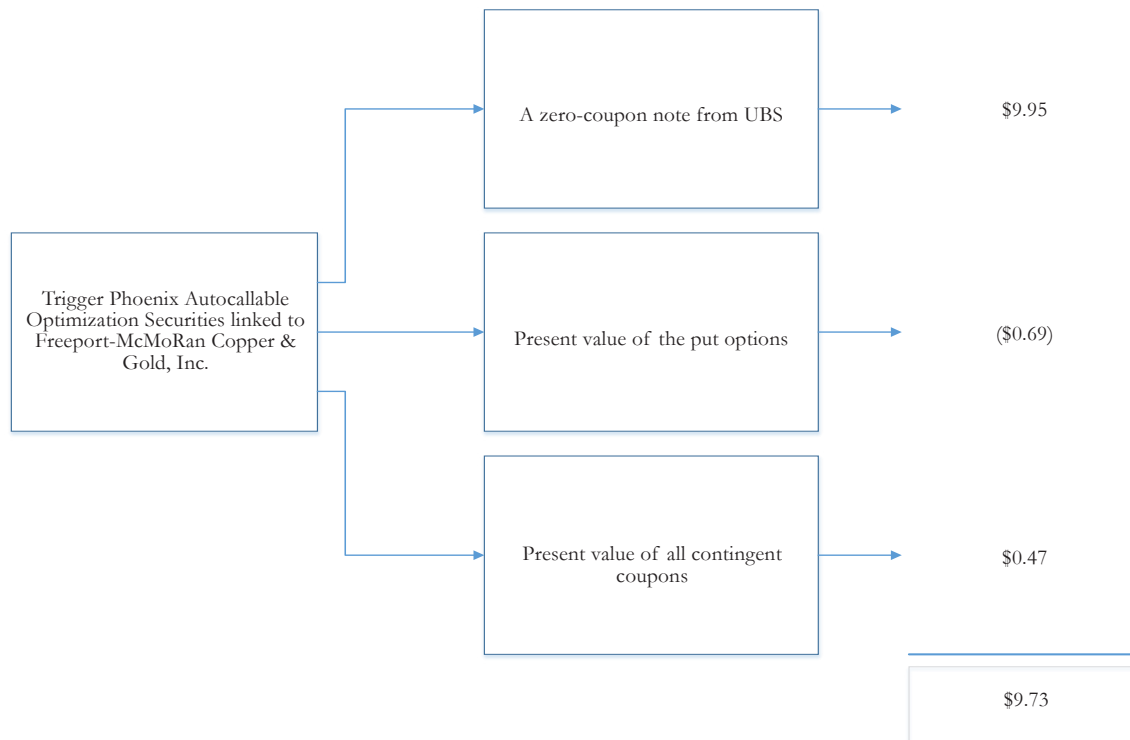 A zero-coupon note from UBS
$9.95
Trigger Phoenix Autocallable
Optimization Securities linked to
Freeport-McMoRan Copper &
Gold, Inc.
Present value of the put options
($0.69)
Present value of all contingent
coupons
$0.47
$9.73